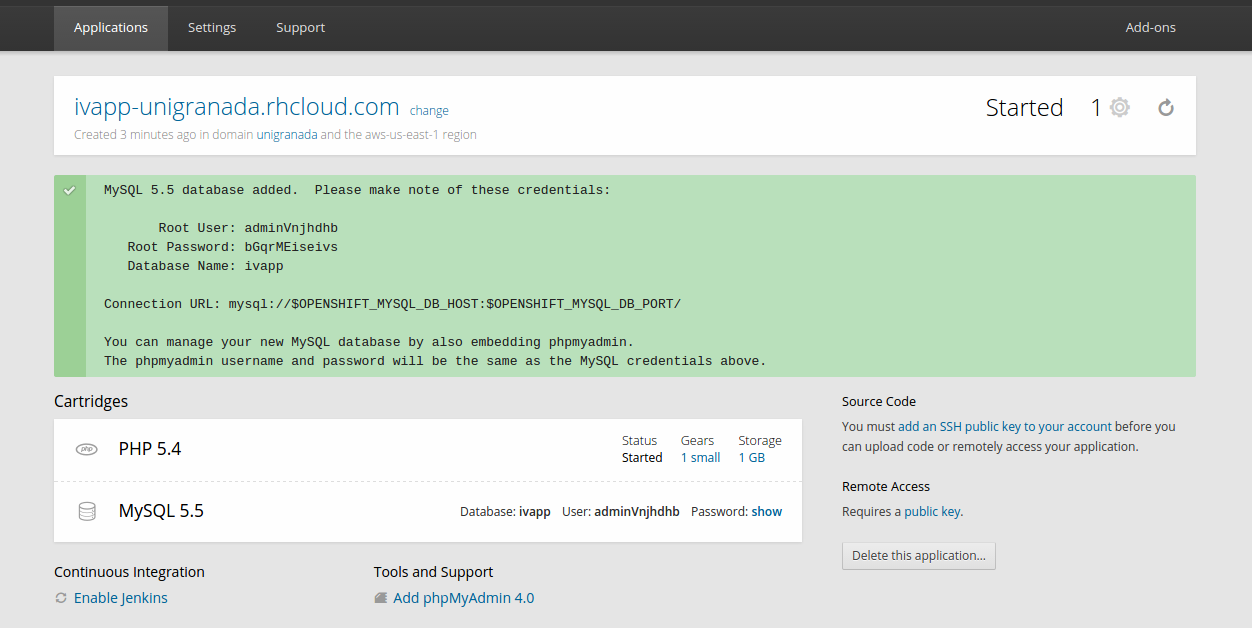 Applications Settings Support Add-ons
ivapp-unigranada.rhcloud.com change Started 1
Created 3 minutes ago in domain unigranada and the aws-us-east-1 region
MySQL 5.5 database added.  Please make note of these credentials:
Root User: adminVnjhdhb
Root Password: bGqrMEiseivs
Database Name: ivapp
Connection URL: mysql://$OPENSHIFT_MYSQL_DB_HOST:$OPENSHIFT_MYSQL_DB_PORT/
You can manage your new MySQL database by also embedding phpmyadmin.
The phpmyadmin username and password will be the same as the MySQL credentials above.
Cartridges
php PHP 5.4
Status Gears Storage
Started 1 small 1 GB
MySQL 5.5 Database: ivapp User: adminVnjhdhb Password: show
Continuous Integration
Enable Jenkins
Tools and Support
Add phpMyAdmin 4.0
Source Code
You must add an SSH public key to your account before you
can upload code or remotely access your application.
Remote Access
Requires a public key.
Delete this application...